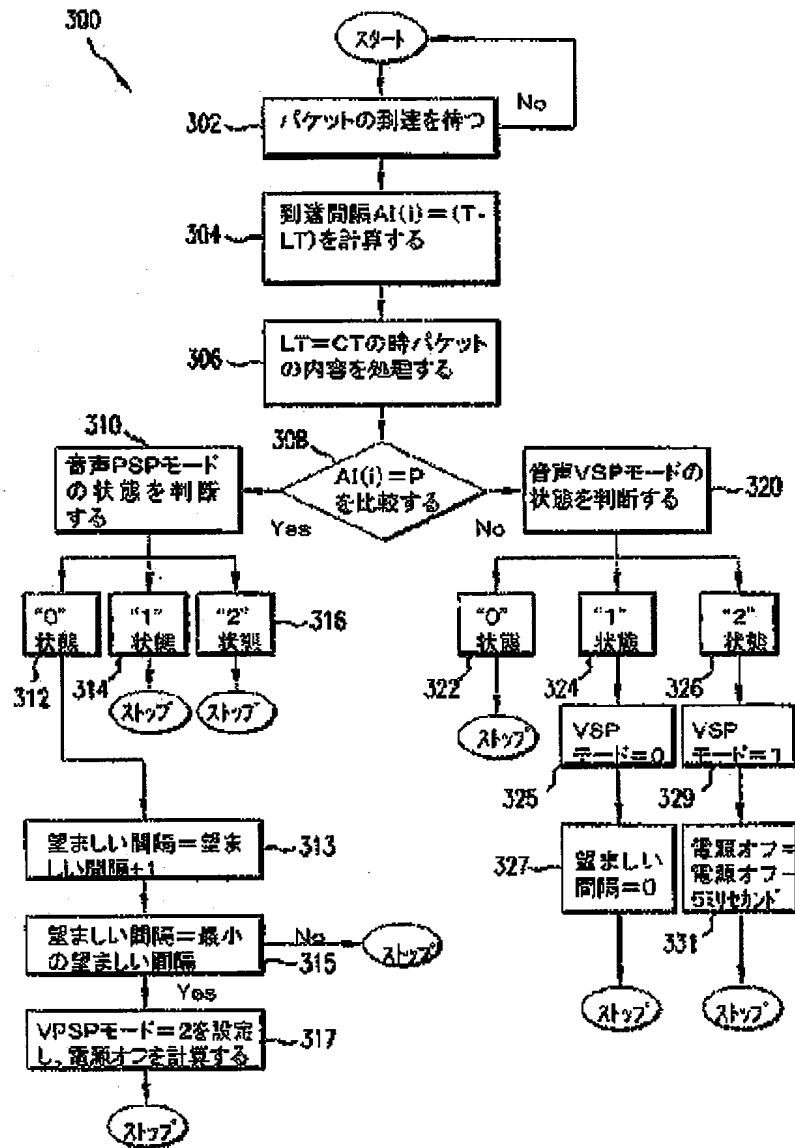 300
スタート
No
302
パケットの到達を待つ
304
到達間隔AI(i)=(T-
LT)を計算する
306
LT=CTの時パケット
の内容を処理する
308
AI(i)=P
を比較する
Yes
No
310
音声PSPモード
の状態を判断
する
320
音声VSPモードの
状態を判断する
"0"
状態
312
"1"
状態
314
"2"
状態
316
ストップ
ストップ
"0"
状態
322
"1"
状態
324
"2"
状態
326
ストップ
VSP
モード=0
325
VSP
モード=1
329
望ましい間隔=望ま
しい間隔+1
313
327
望ましい
間隔=0
電源オフ=
電源オフ-
5ミリセカンド
331
望ましい間隔=最小
の望ましい間隔
315
No
ストップ
Yes
ストップ
ストップ
VPSPモード=2を設定
し、電源オフを計算する
317
ストップ